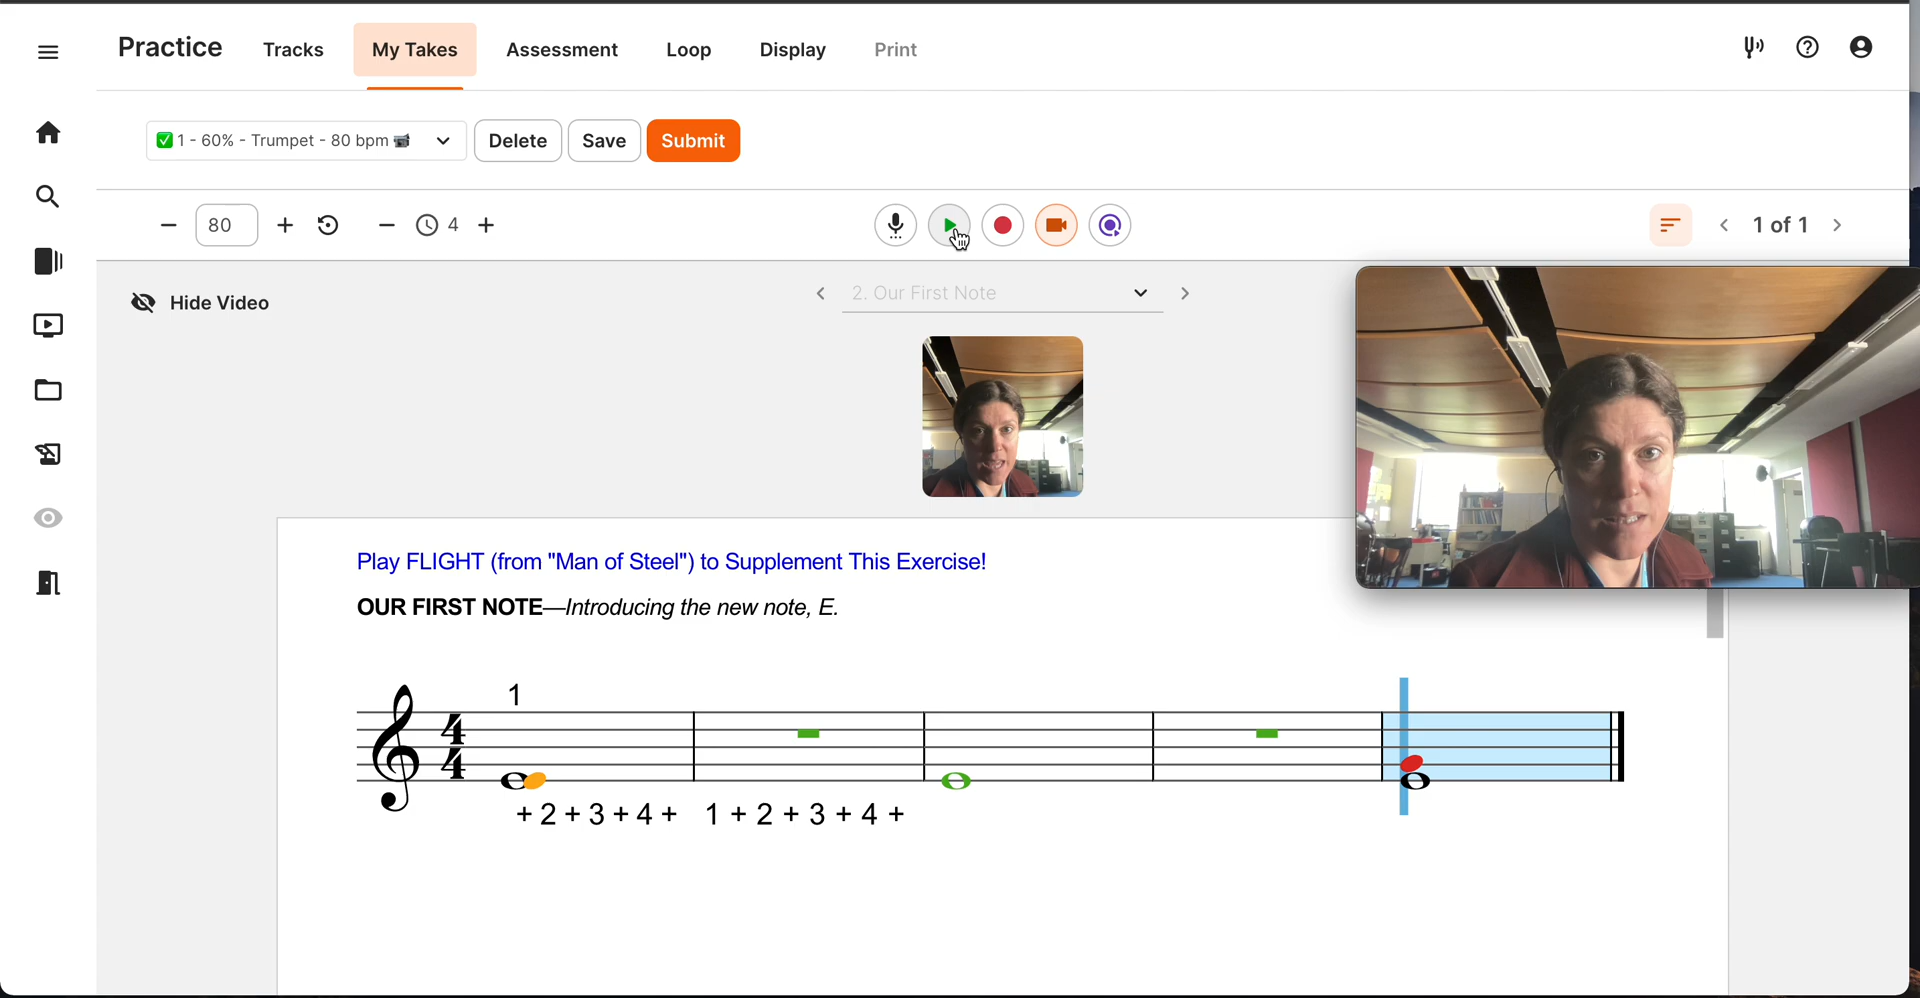 Practice Tracks My Takes Assessment Loop Display Print
✅ 1 - 60% - Trumpet - 80 bpm 📹 Delete Save Submit
80 4 1 of 1
Hide Video 2. Our First Note
Play FLIGHT (from "Man of Steel") to Supplement This Exercise!
OUR FIRST NOTE—Introducing the new note, E.
1
4
4
+ 2 + 3 + 4 + 1 + 2 + 3 + 4 +